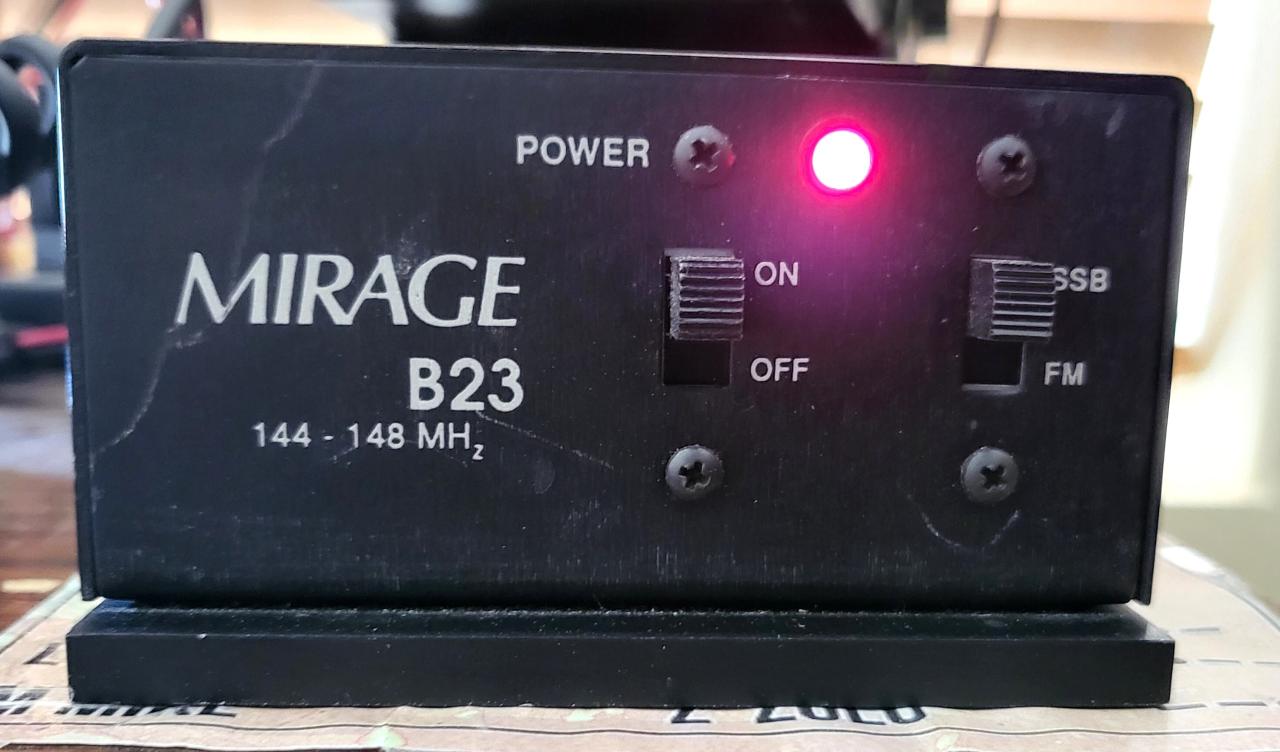 POWER
MIRAGE
B23
144 - 148 MHz
ON
OFF
SSB
FM